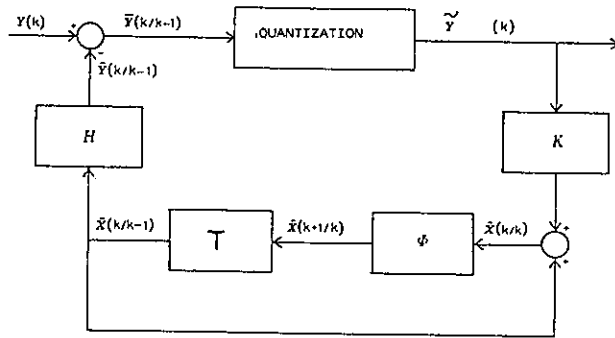 Y(k)
+
-
Ȳ(k/k-1)
QUANTIZATION
Ỹ (k)
Ŷ(k/k-1)
H
K
X̂(k/k-1)
T
X̂(k+1/k)
Φ
X̂(k/k)
+
+